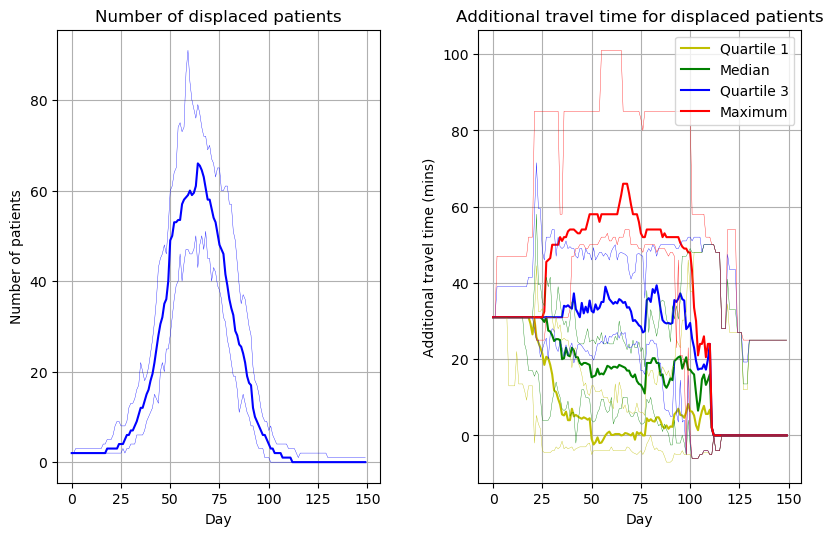 Number of displaced patients
Number of patients
80
60
40
20
0
0 25 50 75 100 125 150
Day
Additional travel time for displaced patients
Additional travel time (mins)
100
80
60
40
20
0
0 25 50 75 100 125 150
Day
Quartile 1
Median
Quartile 3
Maximum